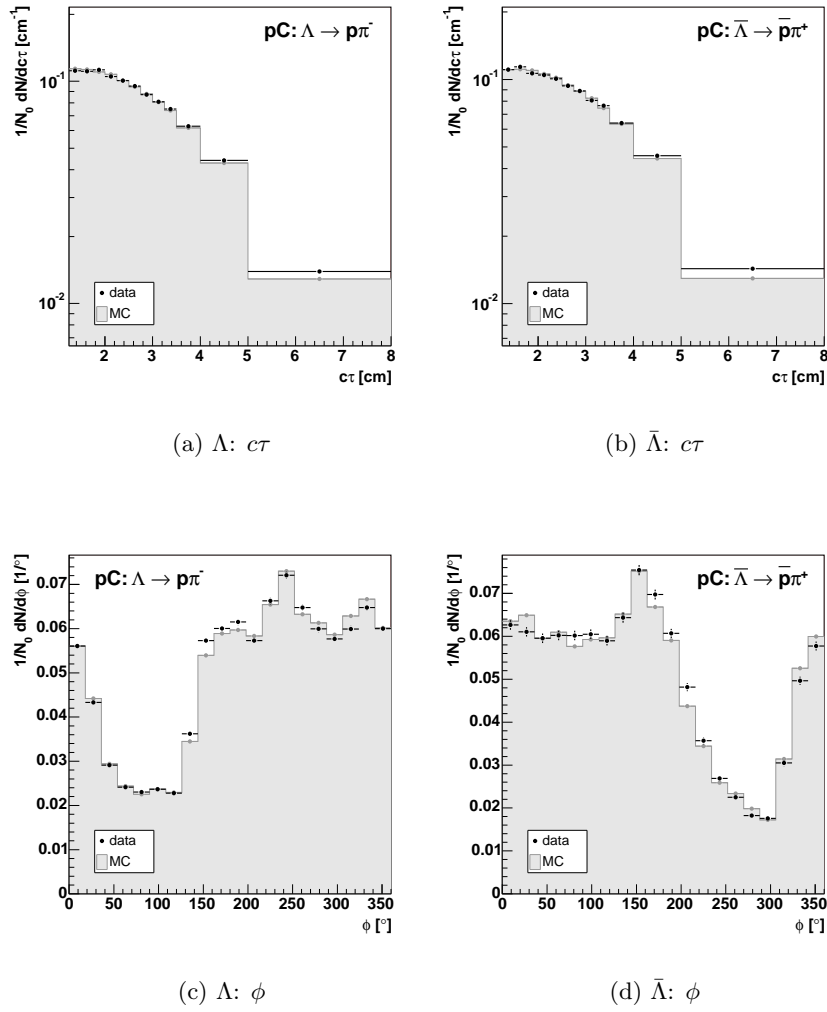 pC: Λ → pπ⁻
1/N₀ dN/dcτ [cm⁻¹]
10⁻¹
10⁻²
data
MC
2 3 4 5 6 7 8
cτ [cm]
(a) Λ: cτ
pC: Λ̅ → p̅π⁺
1/N₀ dN/dcτ [cm⁻¹]
10⁻¹
10⁻²
data
MC
2 3 4 5 6 7 8
cτ [cm]
(b) Λ̄: cτ
pC: Λ → pπ⁻
1/N₀ dN/dϕ [1/°]
0.07
0.06
0.05
0.04
0.03
0.02
0.01
0
data
MC
0 50 100 150 200 250 300 350
ϕ [°]
(c) Λ: ϕ
pC: Λ̅ → p̅π⁺
1/N₀ dN/dϕ [1/°]
0.07
0.06
0.05
0.04
0.03
0.02
0.01
0
data
MC
0 50 100 150 200 250 300 350
ϕ [°]
(d) Λ̄: ϕ